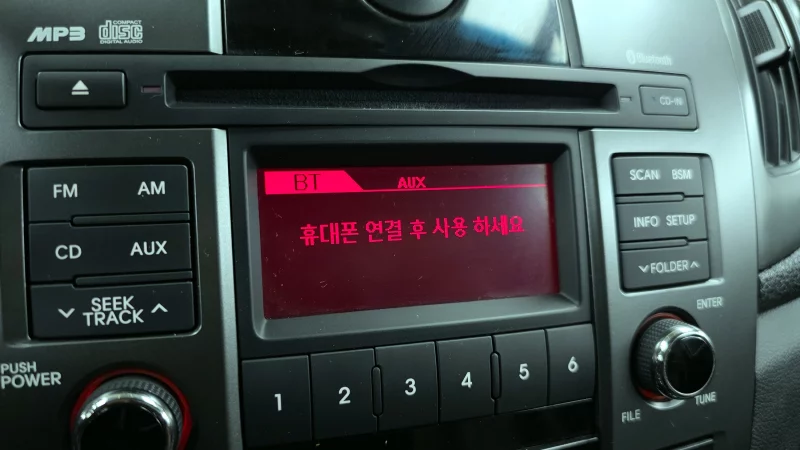 MP3
COMPACT
disc
DIGITAL AUDIO
Bluetooth
CD-IN
FM AM
CD AUX
SEEK
TRACK
PUSH
POWER
BT AUX
휴대폰 연결 후 사용 하세요
1 2 3 4 5 6
SCAN BSM
INFO SETUP
FOLDER
ENTER
FILE
TUNE